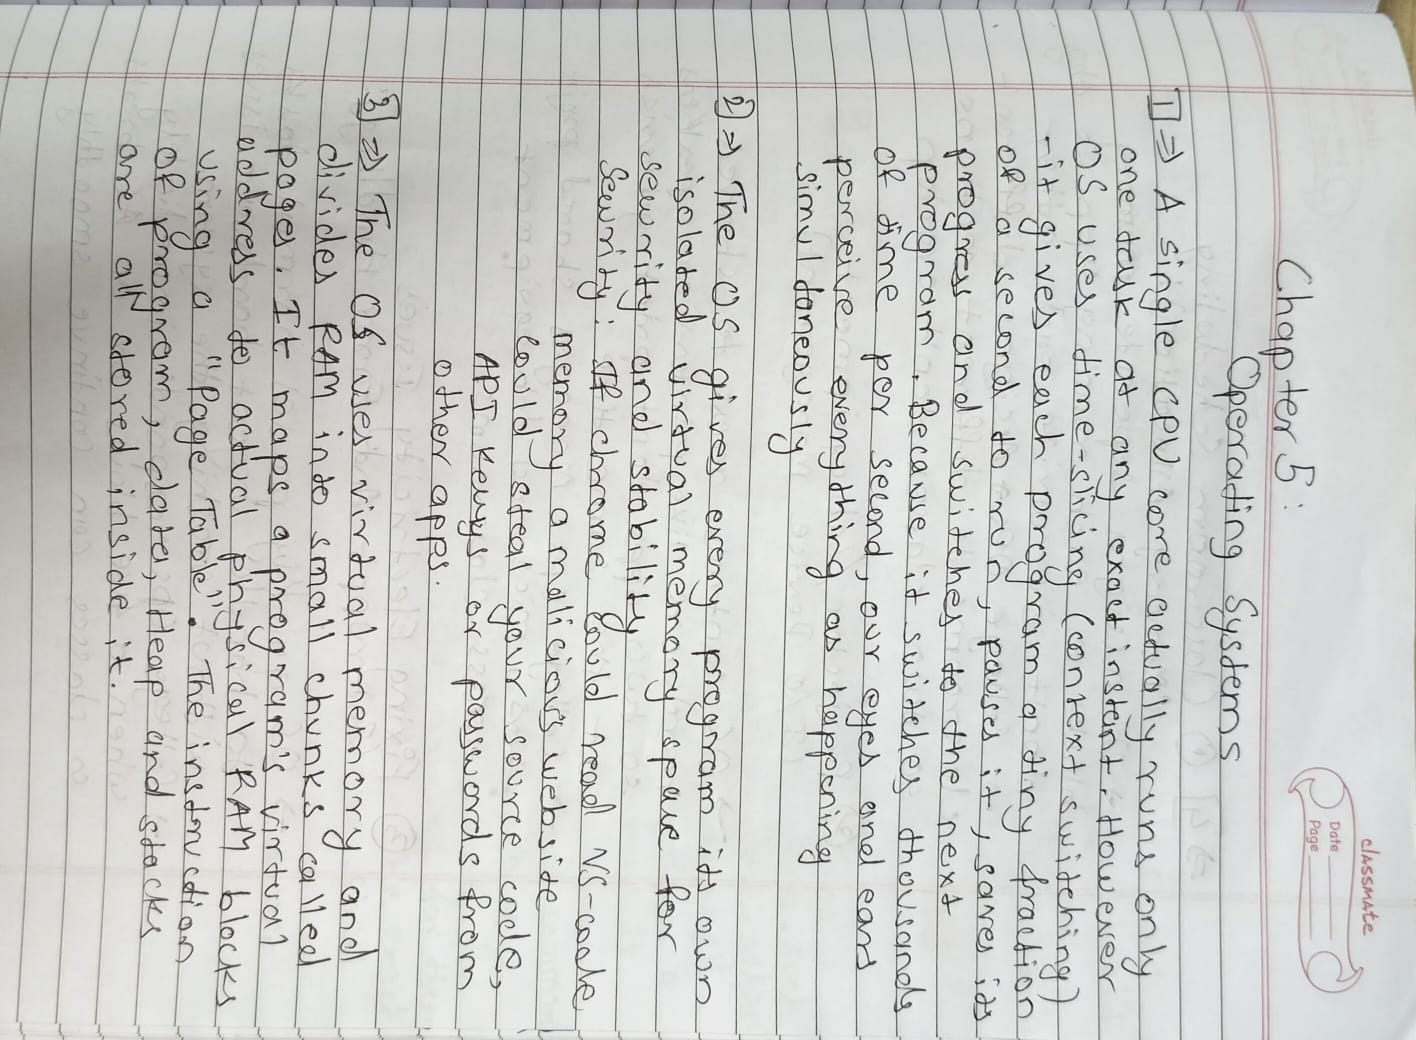 classmate
Date
Page
Chapter 5:
Operating Systems
1] => A single CPU core actually runs only
one task at any exact instant. However
OS uses time-slicing (context switching)
- it gives each program a tiny fraction
of a second to run, pauses it, saves its
progress and switches to the next
program. Because it switches thousands
of time per second, our eyes and ears
perceive everything as happening
simultaneously
2] => The OS gives every program its own
isolated virtual memory space for
security and stability
Security: If chrome could read VS-code
memory a malicious website
could steal your source code,
API keys or passwords from
other apps.
3] => The OS uses virtual memory and
divides RAM into small chunks called
pages. It maps a program's virtual
address to actual physical RAM blocks
using a "Page Table". The instruction
of program, data, Heap and stacks
are all stored inside it.